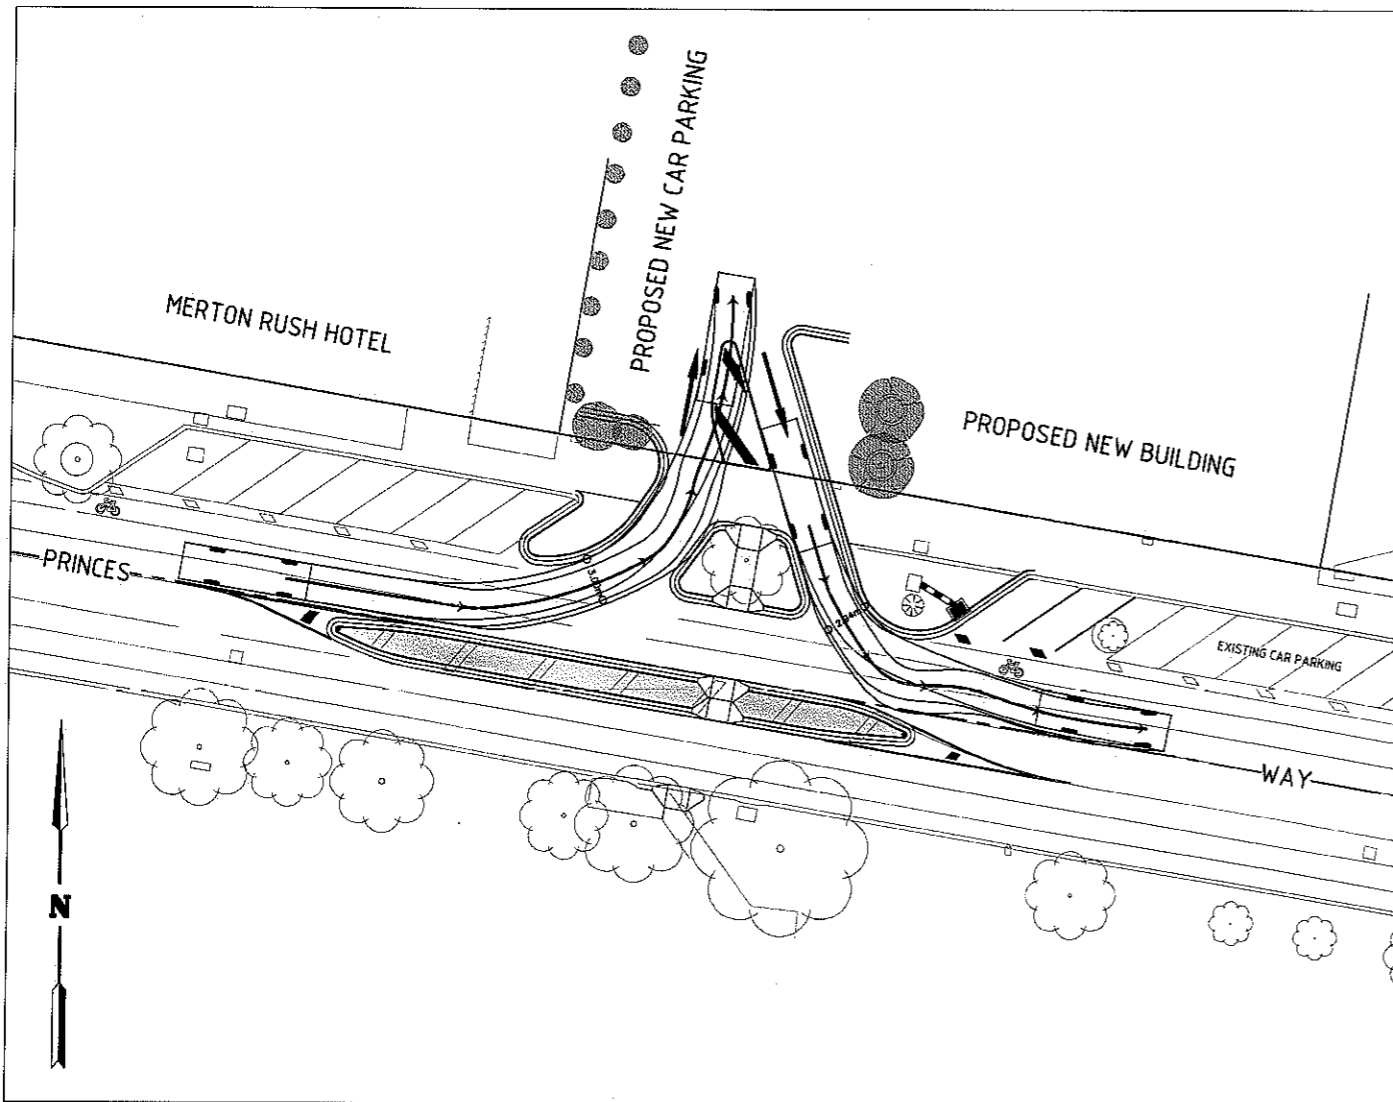 PROPOSED NEW CAR PARKING
MERTON RUSH HOTEL
PROPOSED NEW BUILDING
PRINCES
EXISTING CAR PARKING
WAY
N